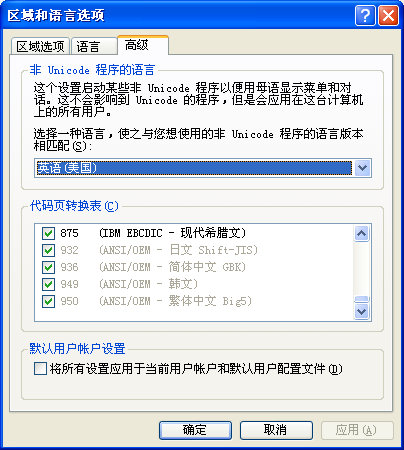 区域和语言选项
区域选项 语言 高级
非 Unicode 程序的语言
这个设置启动某些非 Unicode 程序以便用母语显示菜单和对
话。这不会影响到 Unicode 的程序，但是会应用在这台计算机
上的所有用户。
选择一种语言，使之与您想使用的非 Unicode 程序的语言版本
相匹配(S):
英语(美国)
代码页转换表(C)
875 (IBM EBCDIC - 现代希腊文)
932 (ANSI/OEM - 日文 Shift-JIS)
936 (ANSI/OEM - 简体中文 GBK)
949 (ANSI/OEM - 韩文)
950 (ANSI/OEM - 繁体中文 Big5)
默认用户帐户设置
将所有设置应用于当前用户帐户和默认用户配置文件(D)
确定 取消 应用(A)